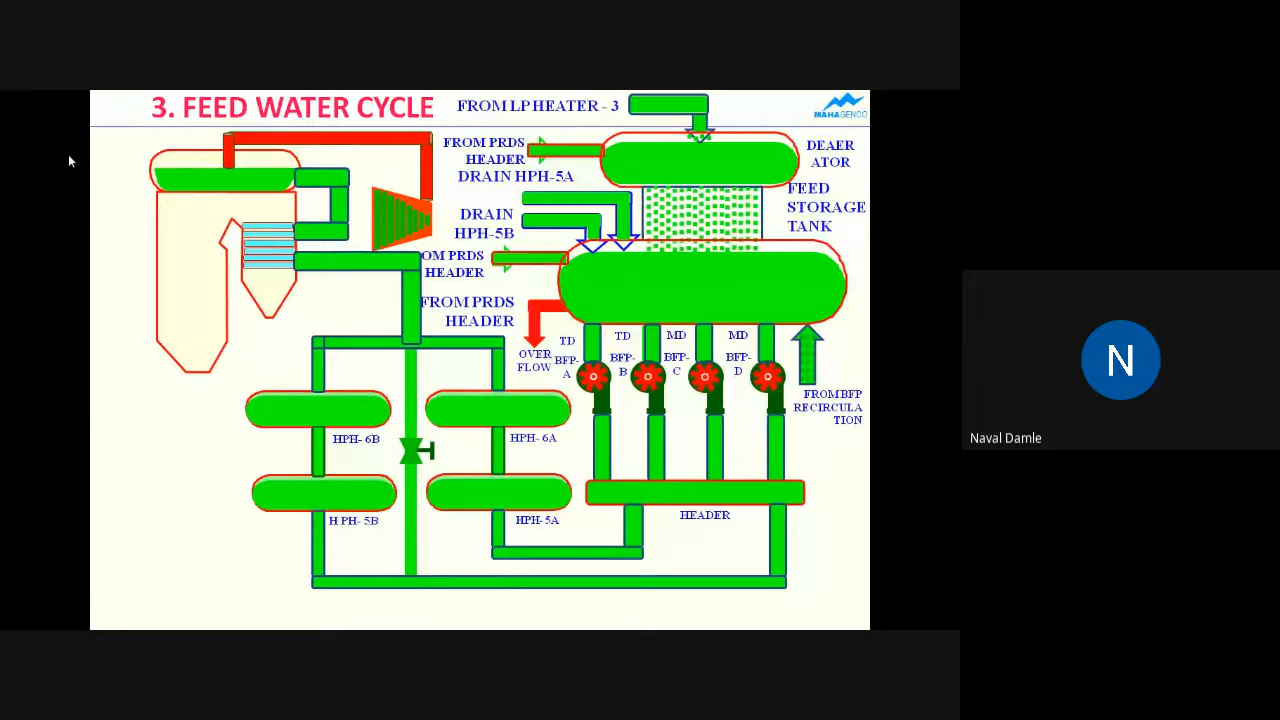 3. FEED WATER CYCLE
FROM LP HEATER - 3
MAHAGENCO
FROM PRDS
HEADER
DRAIN HPH-5A
DEAER
ATOR
FEED
STORAGE
TANK
DRAIN
HPH-5B
OM PRDS
HEADER
FROM PRDS
HEADER
OVER
FLOW
TD
BFP-
A
TD
BFP-
B
MD
BFP-
C
MD
BFP-
D
FROM BFP
RECIRCULA
TION
HPH- 6B
HPH- 6A
H PH- 5B
HPH- 5A
HEADER
N
Naval Damle